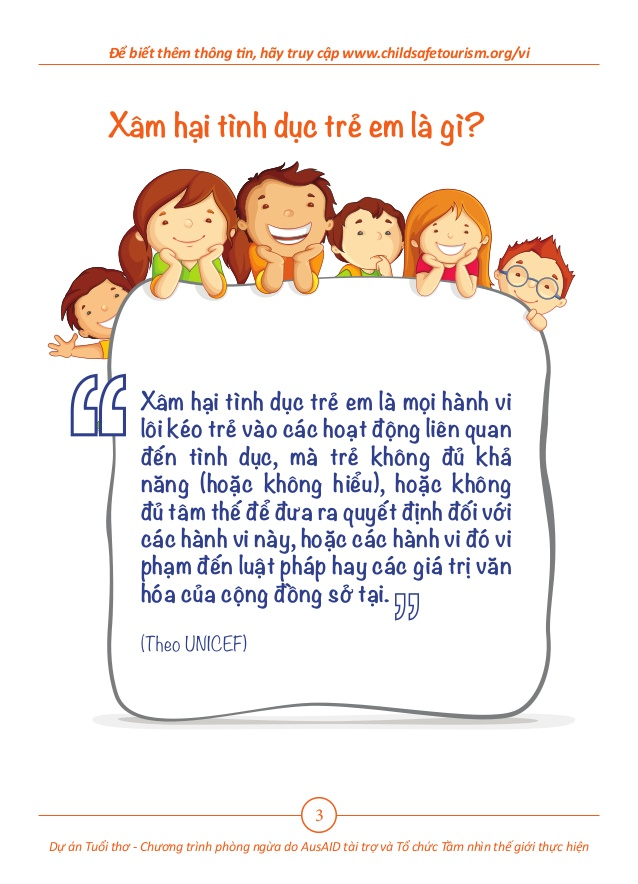 Để biết thêm thông tin, hãy truy cập www.childsafetourism.org/vi
Xâm hại tình dục trẻ em là gì?
“
Xâm hại tình dục trẻ em là mọi hành vi
lôi kéo trẻ vào các hoạt động liên quan
đến tình dục, mà trẻ không đủ khả
năng (hoặc không hiểu), hoặc không
đủ tâm thế để đưa ra quyết định đối với
các hành vi này, hoặc các hành vi đó vi
phạm đến luật pháp hay các giá trị văn
hóa của cộng đồng sở tại. ”
(Theo UNICEF)
3
Dự án Tuổi thơ - Chương trình phòng ngừa do AusAID tài trợ và Tổ chức Tầm nhìn thế giới thực hiện